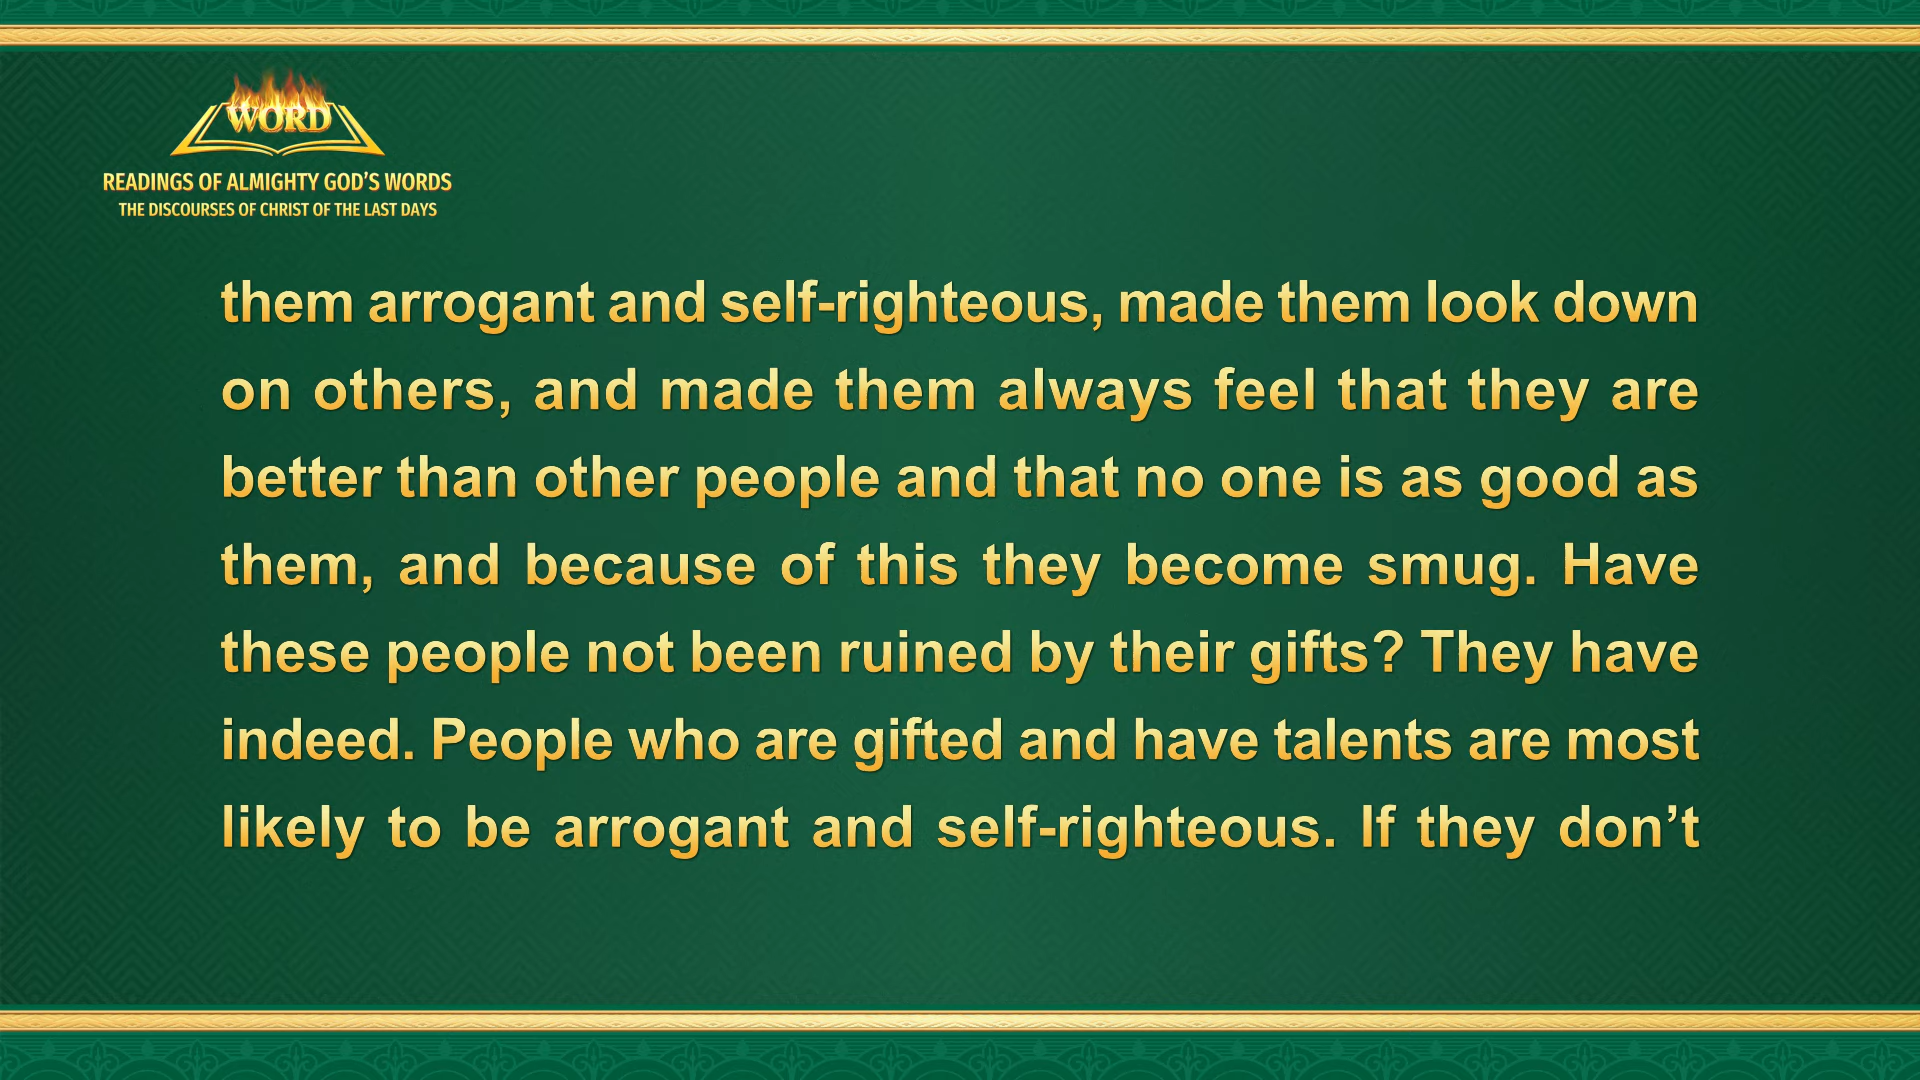 WORD
READINGS OF ALMIGHTY GOD’S WORDS
THE DISCOURSES OF CHRIST OF THE LAST DAYS
them arrogant and self-righteous, made them look down
on others, and made them always feel that they are
better than other people and that no one is as good as
them, and because of this they become smug. Have
these people not been ruined by their gifts? They have
indeed. People who are gifted and have talents are most
likely to be arrogant and self-righteous. If they don’t